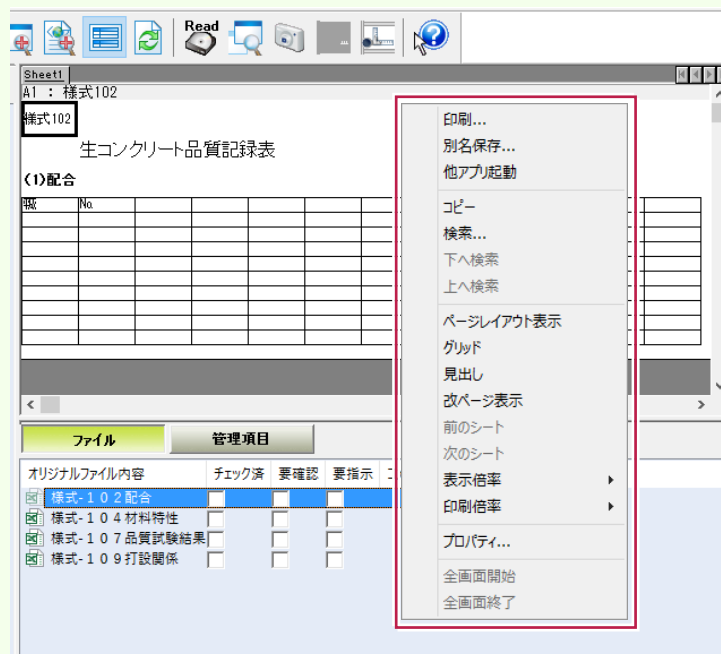 Read
Sheet1
A1 : 様式102
様式102
生コンクリート品質記録表
(1)配合
No.
印刷...
別名保存...
他アプリ起動
コピー
検索...
下へ検索
上へ検索
ページレイアウト表示
グリッド
見出し
改ページ表示
前のシート
次のシート
表示倍率
印刷倍率
プロパティ...
全画面開始
全画面終了
ファイル
管理項目
オリジナルファイル内容 チェック済 要確認 要指示
様式-１０２配合
様式-１０４材料特性
様式-１０７品質試験結果
様式-１０９打設関係